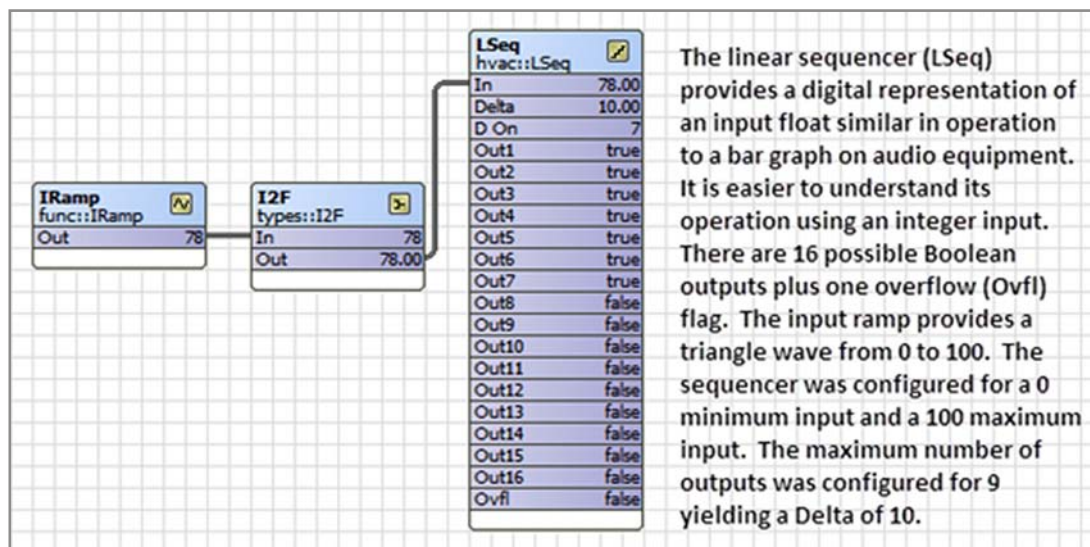 IRamp
func::IRamp
Out 78
I2F
types::I2F
In 78
Out 78.00
LSeq
hvac::LSeq
In 78.00
Delta 10.00
D On 7
Out1 true
Out2 true
Out3 true
Out4 true
Out5 true
Out6 true
Out7 true
Out8 false
Out9 false
Out10 false
Out11 false
Out12 false
Out13 false
Out14 false
Out15 false
Out16 false
Ovfl false
The linear sequencer (LSeq)
provides a digital representation of
an input float similar in operation
to a bar graph on audio equipment.
It is easier to understand its
operation using an integer input.
There are 16 possible Boolean
outputs plus one overflow (Ovfl)
flag. The input ramp provides a
triangle wave from 0 to 100. The
sequencer was configured for a 0
minimum input and a 100 maximum
input. The maximum number of
outputs was configured for 9
yielding a Delta of 10.